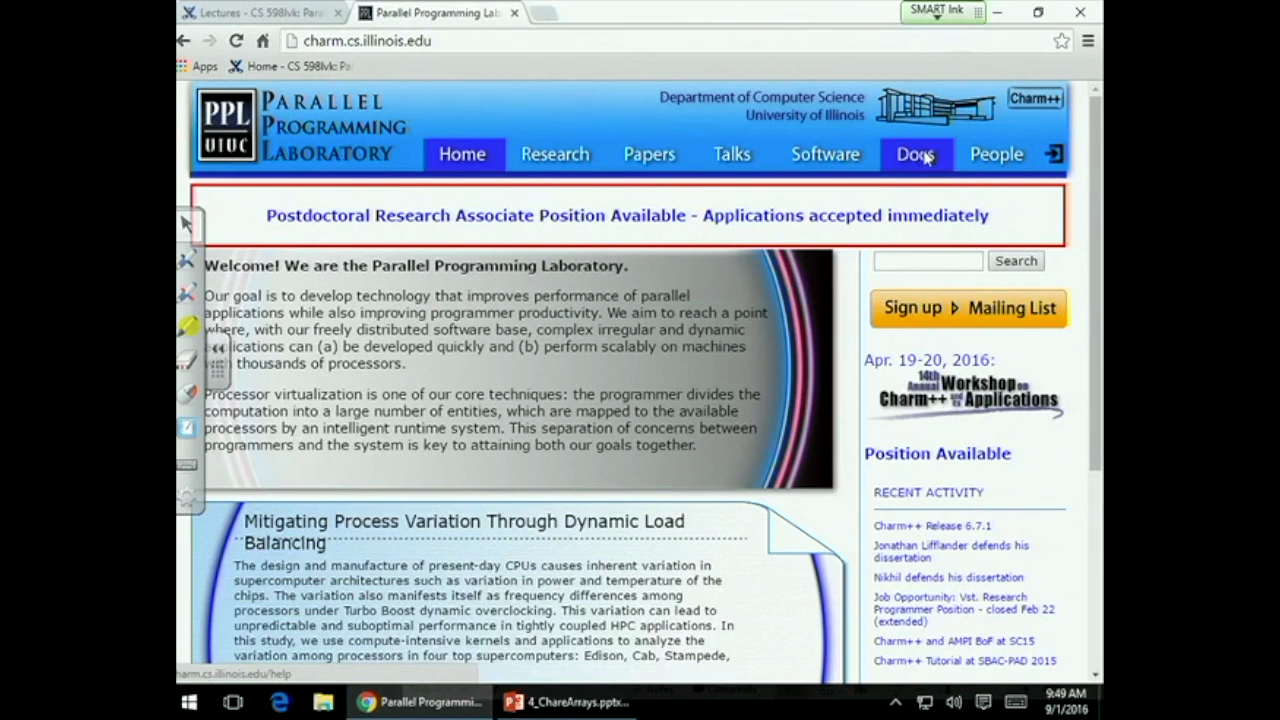 Lectures - CS 598lvk: Para
Parallel Programming Lab
SMART Ink
charm.cs.illinois.edu
Apps
Home - CS 598lvk: Pa
PPL
UIUC
PARALLEL
PROGRAMMING
LABORATORY
Department of Computer Science
University of Illinois
Charm++
Home
Research
Papers
Talks
Software
Docs
People
Postdoctoral Research Associate Position Available - Applications accepted immediately
Welcome! We are the Parallel Programming Laboratory.
Our goal is to develop technology that improves performance of parallel
applications while also improving programmer productivity. We aim to reach a point
where, with our freely distributed software base, complex irregular and dynamic
applications can (a) be developed quickly and (b) perform scalably on machines
with thousands of processors.
Processor virtualization is one of our core techniques: the programmer divides the
computation into a large number of entities, which are mapped to the available
processors by an intelligent runtime system. This separation of concerns between
programmers and the system is key to attaining both our goals together.
Search
Sign up Mailing List
Apr. 19-20, 2016:
14th
Annual Workshop on
Charm++ and its Applications
Position Available
RECENT ACTIVITY
Charm++ Release 6.7.1
Jonathan Lifflander defends his
dissertation
Nikhil defends his dissertation
Job Opportunity: Vst. Research
Programmer Position - closed Feb 22
(extended)
Charm++ and AMPI BoF at SC15
Charm++ Tutorial at SBAC-PAD 2015
Mitigating Process Variation Through Dynamic Load
Balancing
The design and manufacture of present-day CPUs causes inherent variation in
supercomputer architectures such as variation in power and temperature of the
chips. The variation also manifests itself as frequency differences among
processors under Turbo Boost dynamic overclocking. This variation can lead to
unpredictable and suboptimal performance in tightly coupled HPC applications. In
this study, we use compute-intensive kernels and applications to analyze the
variation among processors in four top supercomputers: Edison, Cab, Stampede,
harm.cs.illinois.edu/help
Parallel Programmi...
4_ChareArrays.pptx...
9:49 AM
9/1/2016